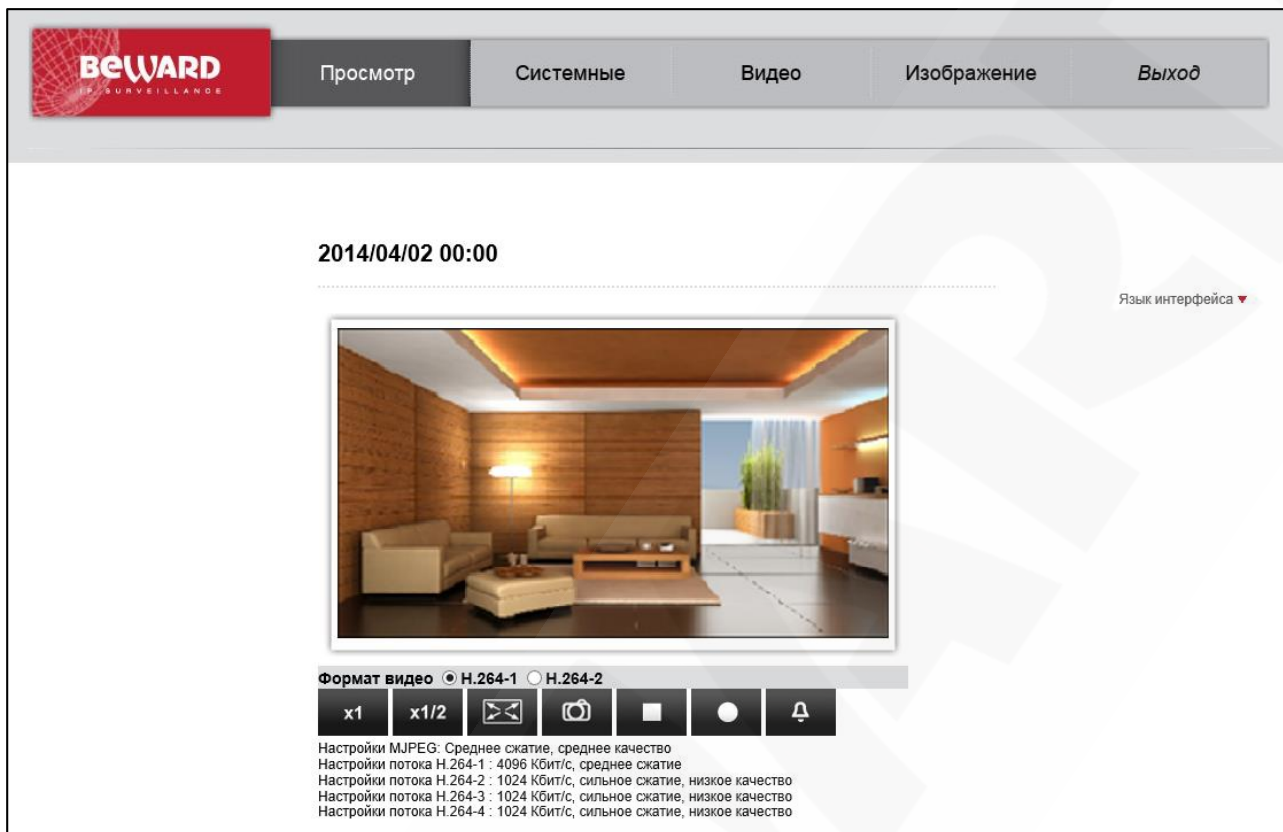 BEWARD
IP SURVEILLANCE
Просмотр Системные Видео Изображение Выход
2014/04/02 00:00
Язык интерфейса
Формат видео H.264-1 H.264-2
x1 x1/2
Настройки MJPEG: Среднее сжатие, среднее качество
Настройки потока H.264-1 : 4096 Кбит/с, среднее сжатие
Настройки потока H.264-2 : 1024 Кбит/с, сильное сжатие, низкое качество
Настройки потока H.264-3 : 1024 Кбит/с, сильное сжатие, низкое качество
Настройки потока H.264-4 : 1024 Кбит/с, сильное сжатие, низкое качество